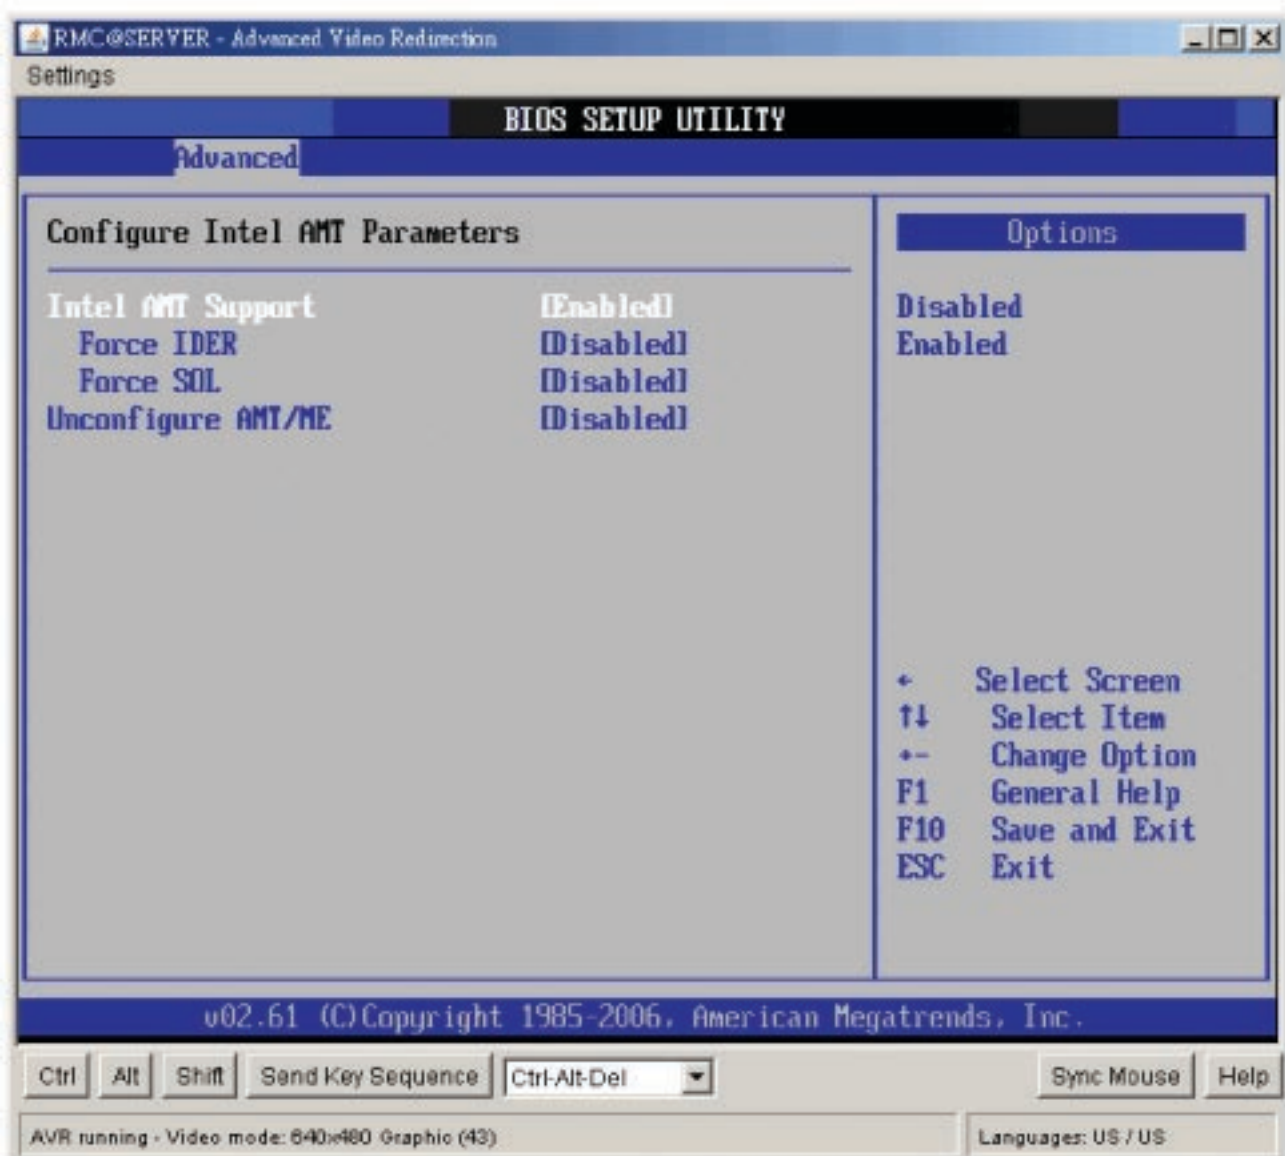 RMC@SERVER - Advanced Video Redirection
Settings
BIOS SETUP UTILITY
Advanced
Configure Intel AMT Parameters
Intel AMT Support [Enabled]
Force IDER [Disabled]
Force SOL [Disabled]
Unconfigure AMT/ME [Disabled]
Options
Disabled
Enabled
← Select Screen
↑↓ Select Item
+- Change Option
F1 General Help
F10 Save and Exit
ESC Exit
v02.61 (C)Copyright 1985-2006, American Megatrends, Inc.
Ctrl Alt Shift Send Key Sequence Ctrl-Alt-Del Sync Mouse Help
AVR running - Video mode: 640x480 Graphic (43) Languages: US / US